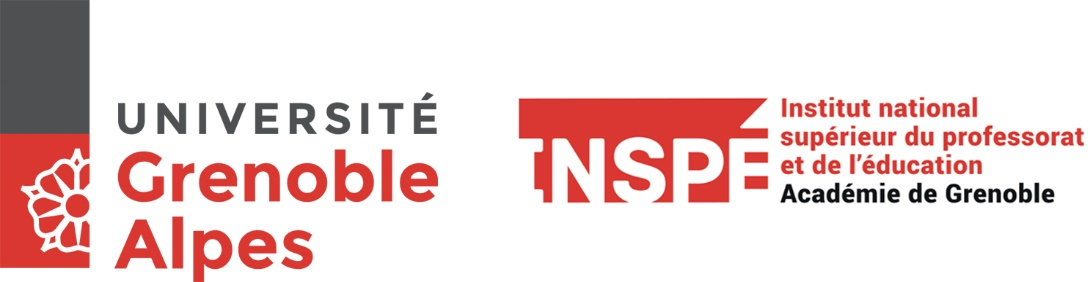 UNIVERSITÉ
Grenoble
Alpes
INSPÉ
Institut national
supérieur du professorat
et de l'éducation
Académie de Grenoble